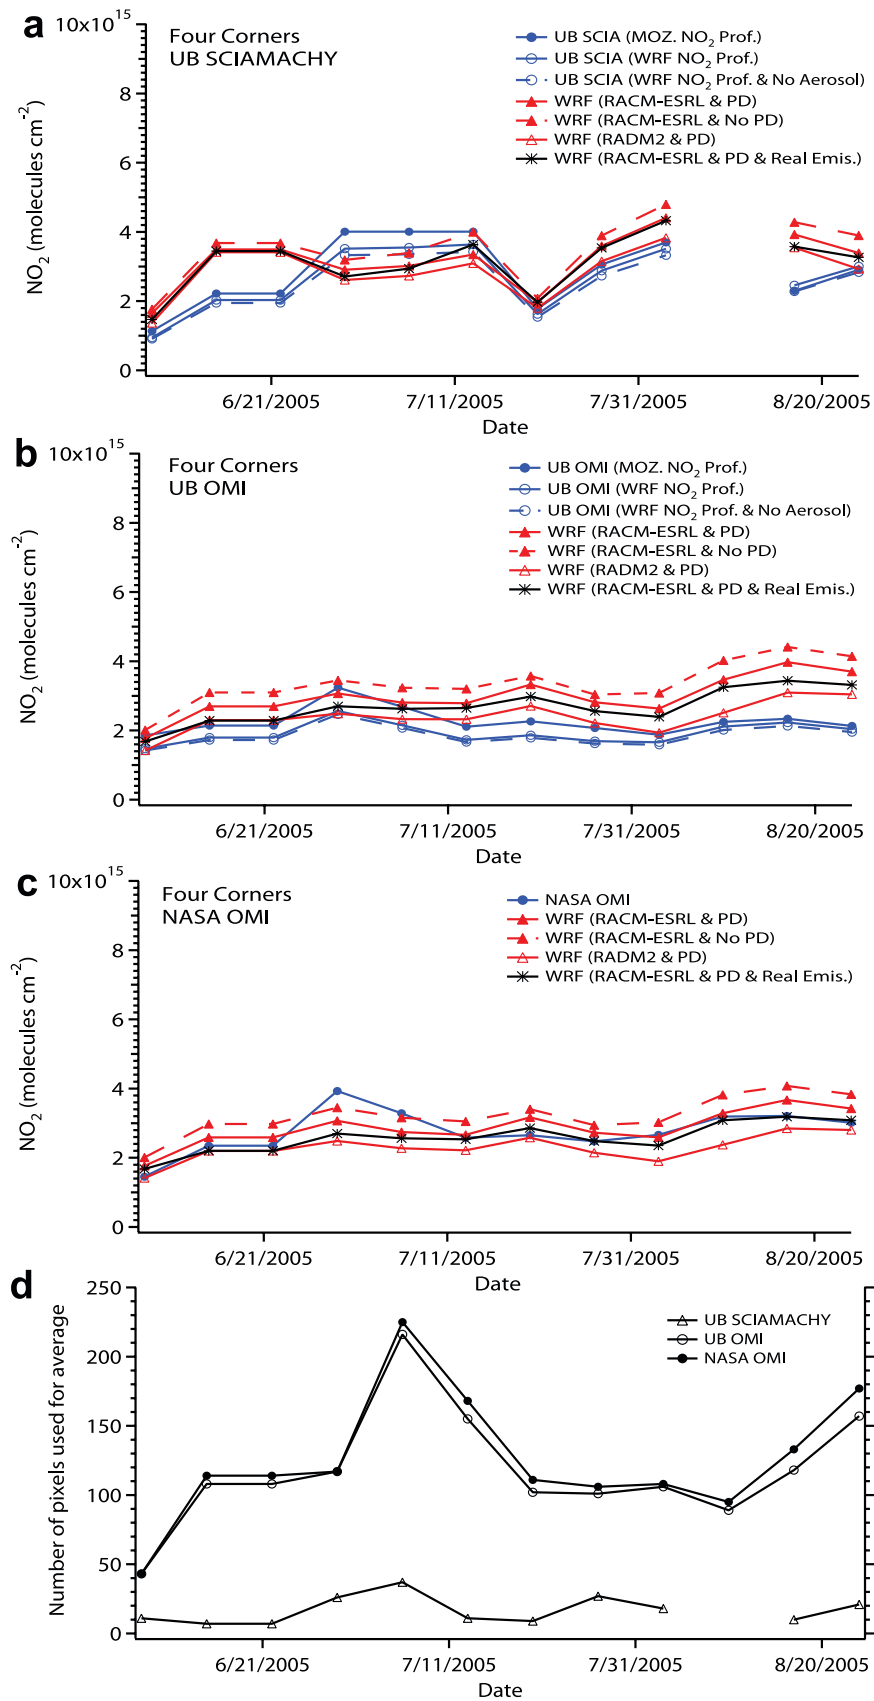 a
10x10^15
Four Corners
UB SCIAMACHY
UB SCIA (MOZ. NO2 Prof.)
UB SCIA (WRF NO2 Prof.)
UB SCIA (WRF NO2 Prof. & No Aerosol)
WRF (RACM-ESRL & PD)
WRF (RACM-ESRL & No PD)
WRF (RADM2 & PD)
WRF (RACM-ESRL & PD & Real Emis.)
8
6
4
2
0
NO2 (molecules cm^-2)
6/21/2005
7/11/2005
7/31/2005
8/20/2005
Date
b
10x10^15
Four Corners
UB OMI
UB OMI (MOZ. NO2 Prof.)
UB OMI (WRF NO2 Prof.)
UB OMI (WRF NO2 Prof. & No Aerosol)
WRF (RACM-ESRL & PD)
WRF (RACM-ESRL & No PD)
WRF (RADM2 & PD)
WRF (RACM-ESRL & PD & Real Emis.)
8
6
4
2
0
NO2 (molecules cm^-2)
6/21/2005
7/11/2005
7/31/2005
8/20/2005
Date
c
10x10^15
Four Corners
NASA OMI
NASA OMI
WRF (RACM-ESRL & PD)
WRF (RACM-ESRL & No PD)
WRF (RADM2 & PD)
WRF (RACM-ESRL & PD & Real Emis.)
8
6
4
2
0
NO2 (molecules cm^-2)
6/21/2005
7/11/2005
7/31/2005
8/20/2005
Date
d
250
200
150
100
50
0
Number of pixels used for average
UB SCIAMACHY
UB OMI
NASA OMI
6/21/2005
7/11/2005
7/31/2005
8/20/2005
Date